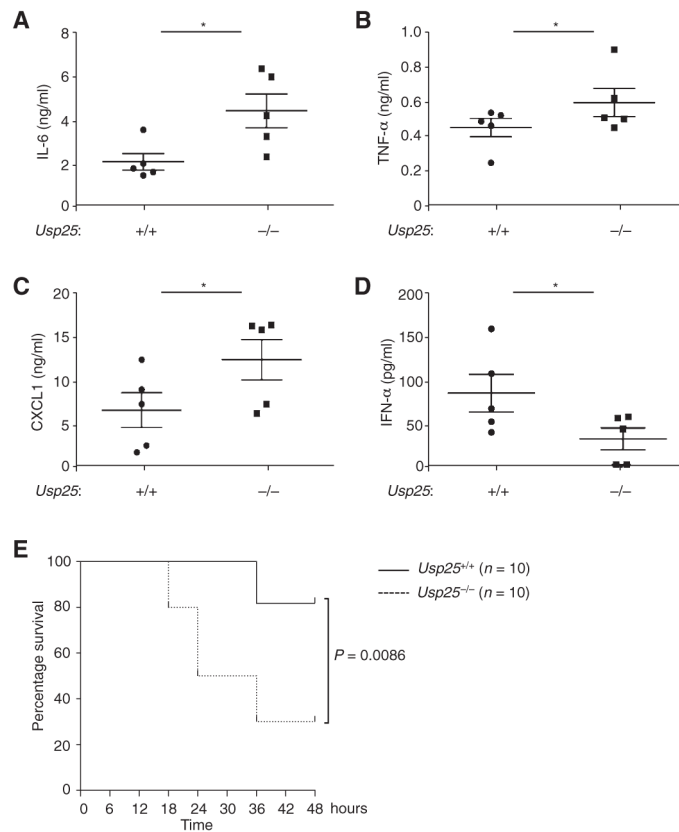 A
*
IL-6 (ng/ml)
8
6
4
2
0
Usp25: +/+ –/–
B
*
TNF-α (ng/ml)
1.0
0.8
0.6
0.4
0.2
0
Usp25: +/+ –/–
C
*
CXCL1 (ng/ml)
20
15
10
5
0
Usp25: +/+ –/–
D
*
IFN-α (pg/ml)
200
150
100
50
0
Usp25: +/+ –/–
E
Percentage survival
100
80
60
40
20
0
0 6 12 18 24 30 36 42 48 hours
Time
Usp25+/+ (n = 10)
Usp25–/– (n = 10)
P = 0.0086